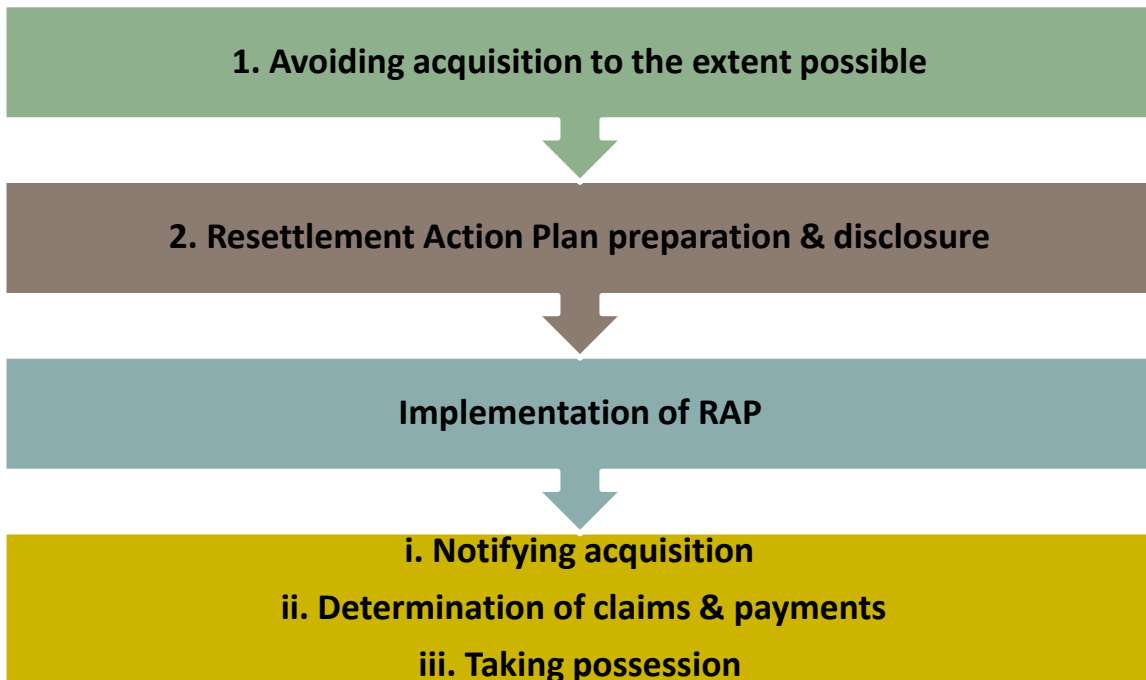 1. Avoiding acquisition to the extent possible
2. Resettlement Action Plan preparation & disclosure
Implementation of RAP
i. Notifying acquisition
ii. Determination of claims & payments
iii. Taking possession